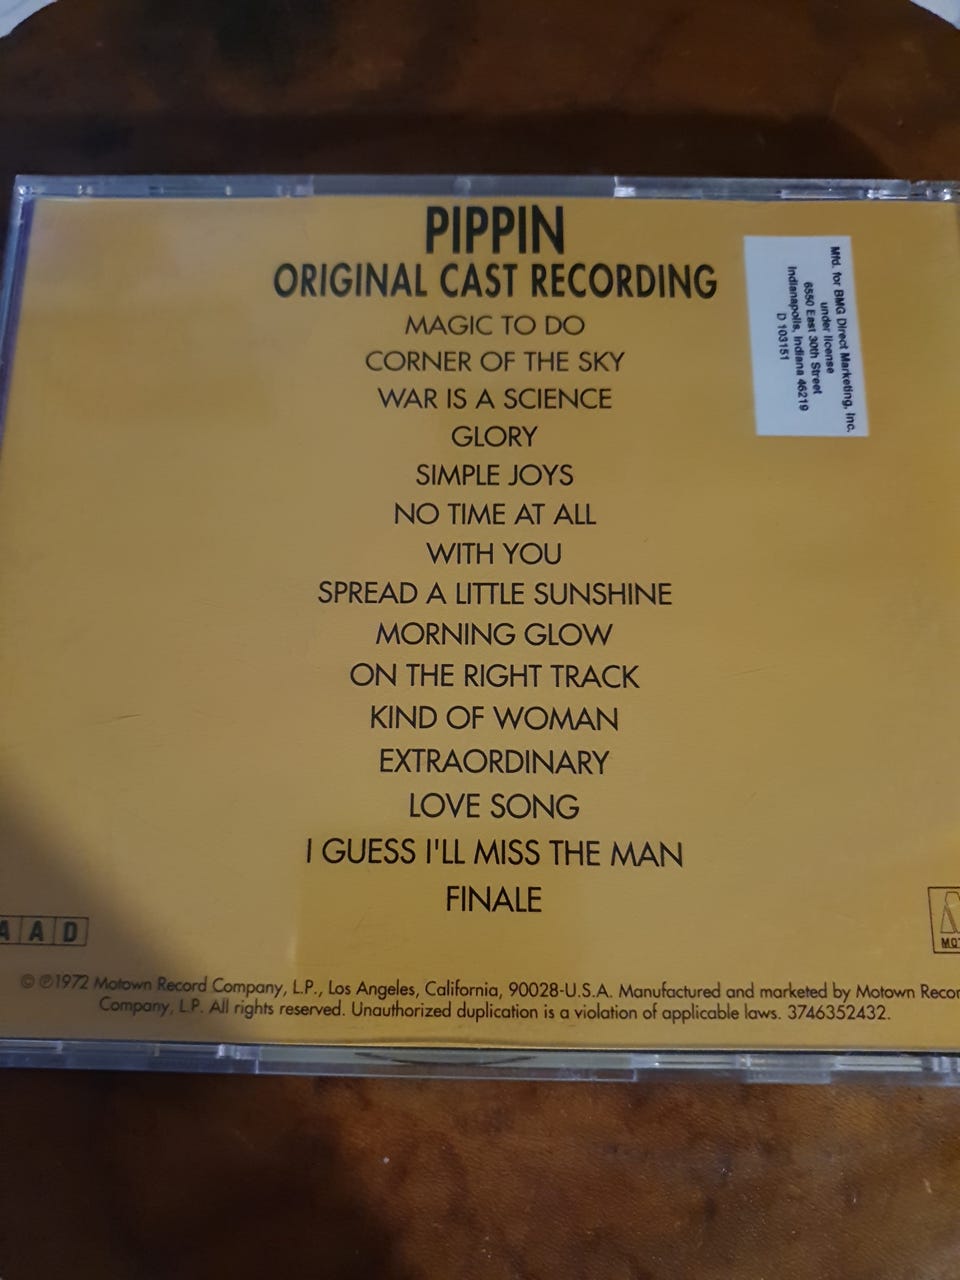 PIPPIN
ORIGINAL CAST RECORDING
MAGIC TO DO
CORNER OF THE SKY
WAR IS A SCIENCE
GLORY
SIMPLE JOYS
NO TIME AT ALL
WITH YOU
SPREAD A LITTLE SUNSHINE
MORNING GLOW
ON THE RIGHT TRACK
KIND OF WOMAN
EXTRAORDINARY
LOVE SONG
I GUESS I'LL MISS THE MAN
FINALE
Mfd. for BMG Direct Marketing, Inc.
under license
6550 East 30th Street
Indianapolis, Indiana 46219
D 103151
A A D
MOT
© ℗1972 Motown Record Company, L.P., Los Angeles, California, 90028-U.S.A. Manufactured and marketed by Motown Recor
Company, L.P. All rights reserved. Unauthorized duplication is a violation of applicable laws. 3746352432.